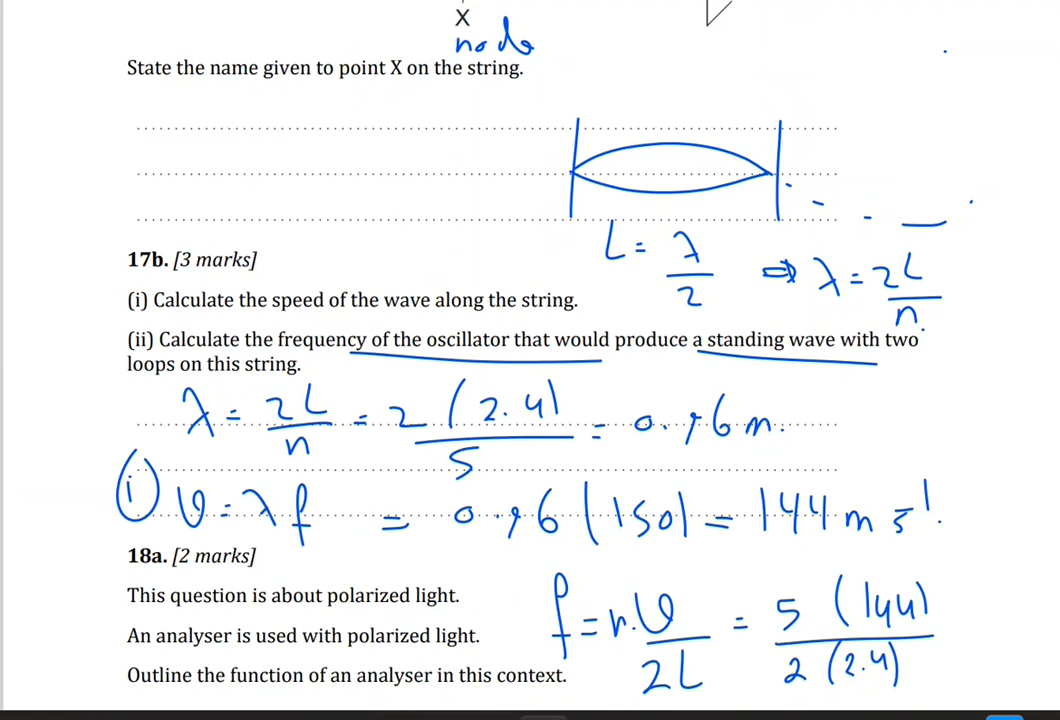 X
node
State the name given to point X on the string.
L = λ/2 ⇒ λ = 2L/n
17b. [3 marks]
(i) Calculate the speed of the wave along the string.
(ii) Calculate the frequency of the oscillator that would produce a standing wave with two
loops on this string.
λ = 2L/n = 2(2.4)/5 = 0.96 m.
(i) v = λ f = 0.96(150) = 144 m s⁻¹.
18a. [2 marks]
This question is about polarized light.
An analyser is used with polarized light.
Outline the function of an analyser in this context.
f = n.v/2L = 5(144)/2(2.4)